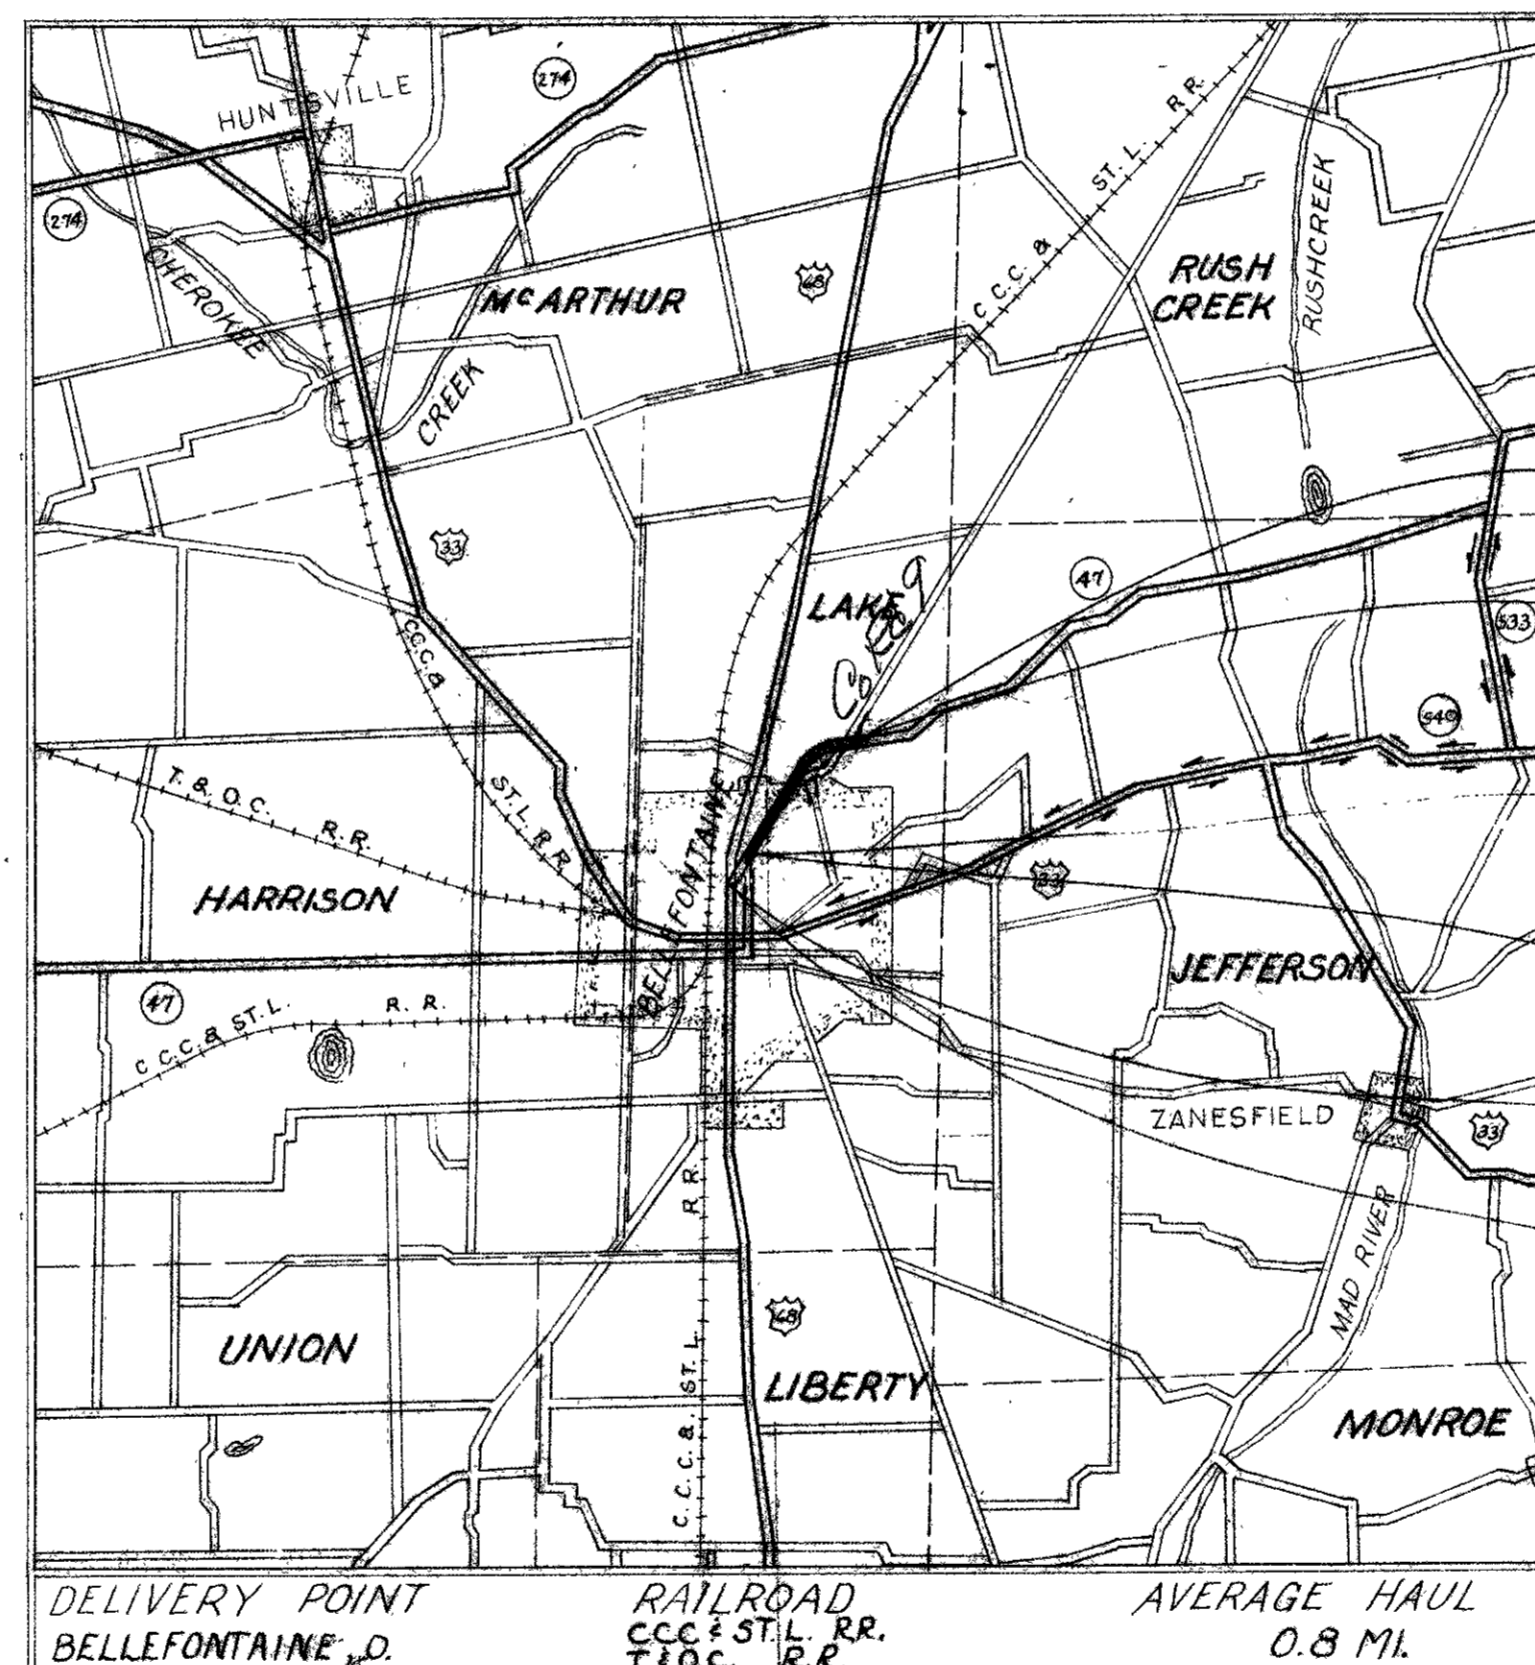 HUNTSVILLE
274
274
CHEROKEE
CREEK
McARTHUR
68
C.C.C. & ST. L. R.R.
RUSH
CREEK
RUSHCREEK
33
C.C.C. & ST. L. R.R.
LAKE
47
533
540
T. & O.C. R.R.
HARRISON
BELLEFONTAINE
33
JEFFERSON
47
C.C.C. & ST. L. R. R.
ZANESFIELD
33
MAD RIVER
UNION
68
LIBERTY
C. C. C. &. ST. L. R R.
MONROE
DELIVERY POINT RAILROAD AVERAGE HAUL
BELLEFONTAINE, O. CCC & ST. L. RR. 0.8 MI.
T & O.C. R.R.